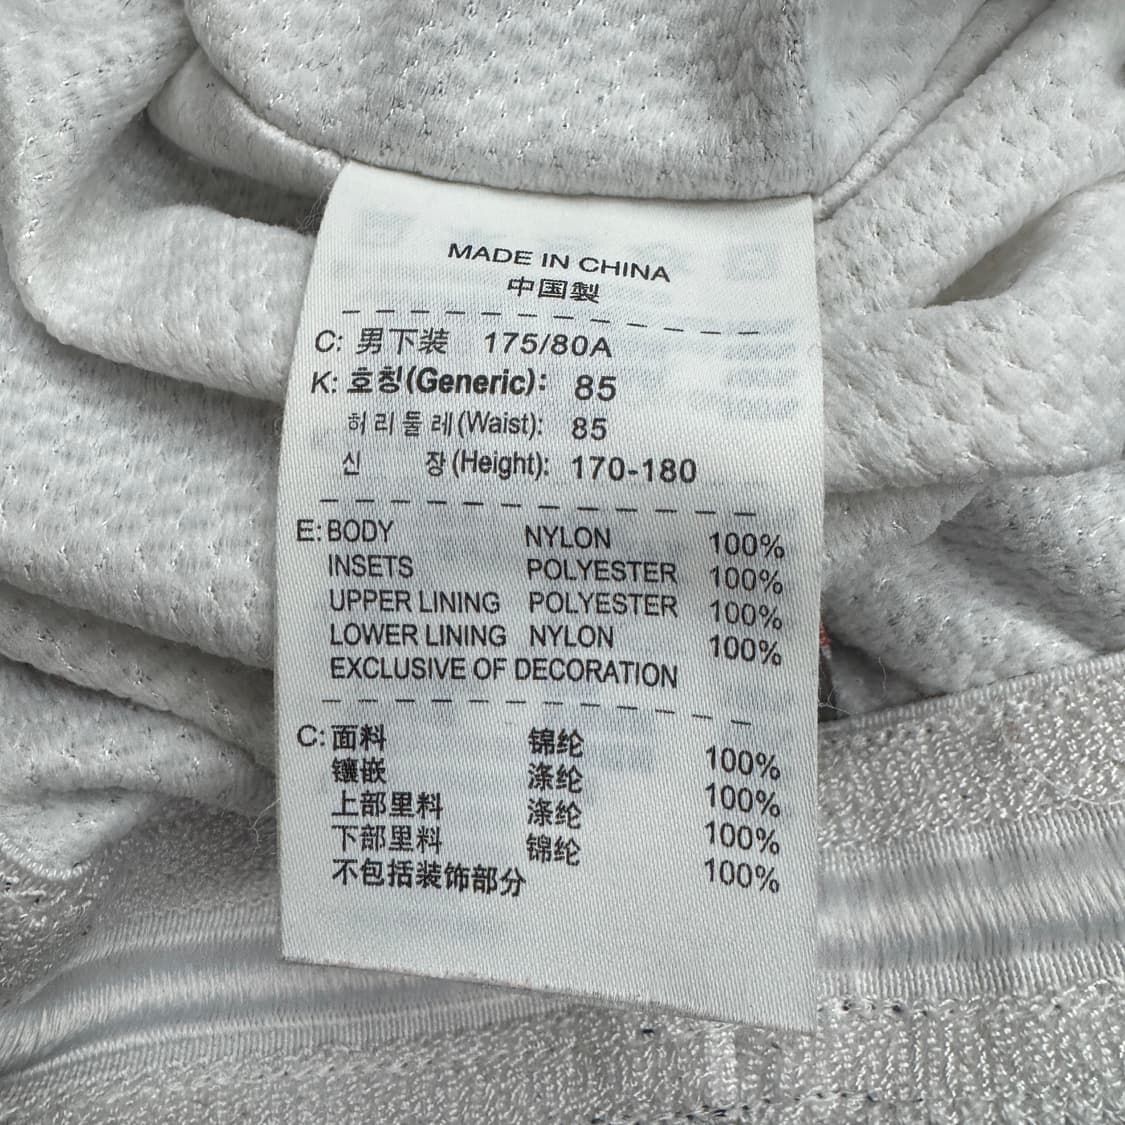 MADE IN CHINA
中国製
C: 男下装 175/80A
K: 호칭(Generic): 85
허리둘레(Waist): 85
신 장(Height): 170-180
E: BODY NYLON 100%
INSETS POLYESTER 100%
UPPER LINING POLYESTER 100%
LOWER LINING NYLON 100%
EXCLUSIVE OF DECORATION
C: 面料 锦纶 100%
镶嵌 涤纶 100%
上部里料 涤纶 100%
下部里料 锦纶 100%
不包括装饰部分